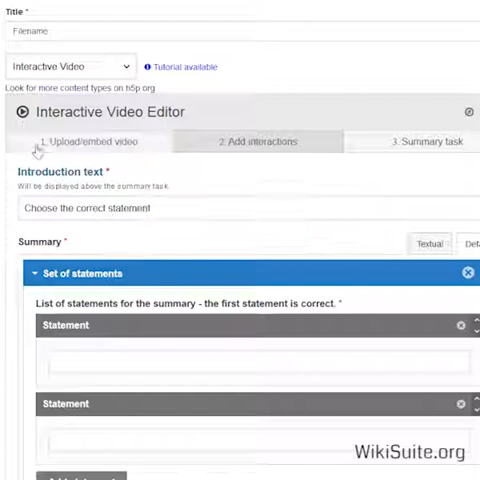 Title *
Filename
Interactive Video
Tutorial available
Look for more content types on h5p.org
Interactive Video Editor
1. Upload/embed video 2. Add interactions 3. Summary task
Introduction text *
Will be displayed above the summary task.
Choose the correct statement
Summary *
Textual
Set of statements
List of statements for the summary - the first statement is correct. *
Statement
Statement
WikiSuite.org